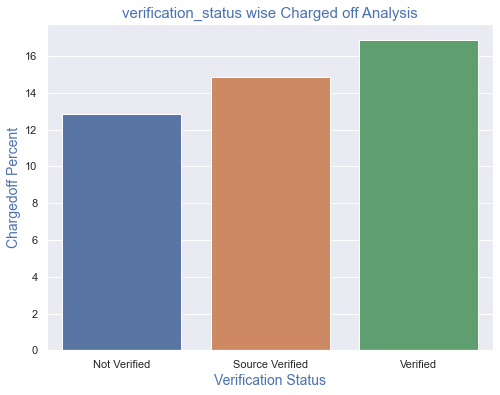 verification_status wise Charged off Analysis
Chargedoff Percent
16
14
12
10
8
6
4
2
0
Not Verified
Source Verified
Verified
Verification Status